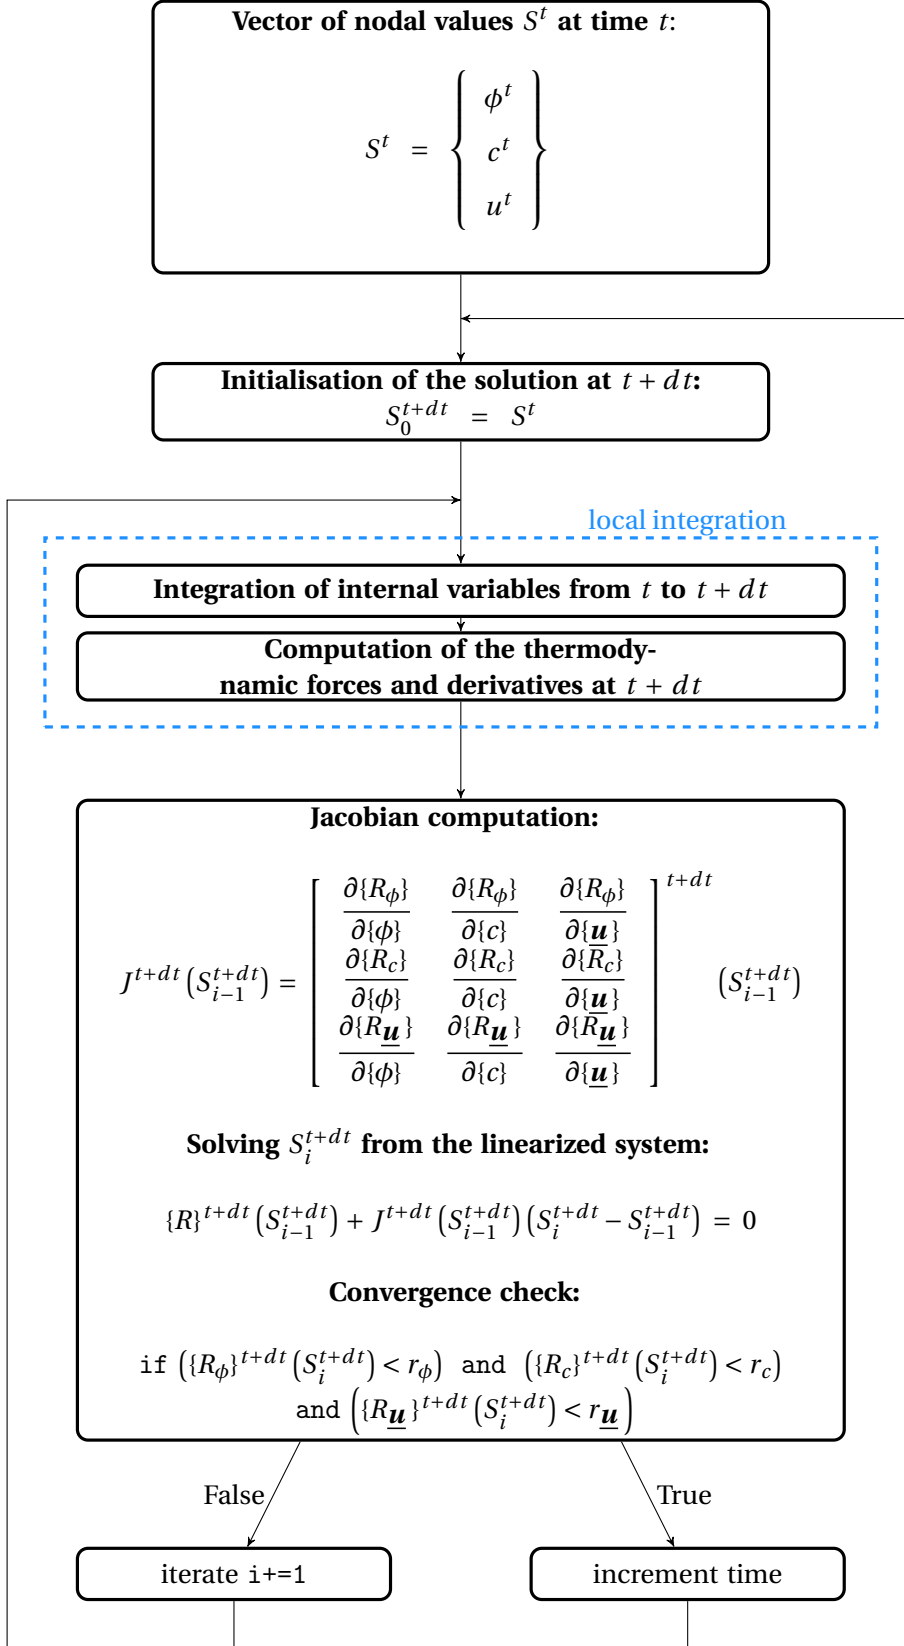 Vector of nodal values S^t at time t:
S^t = { ϕ^t
c^t
u^t }
Initialisation of the solution at t + dt:
S_0^{t+dt} = S^t
local integration
Integration of internal variables from t to t + dt
Computation of the thermody-
namic forces and derivatives at t + dt
Jacobian computation:
J^{t+dt} (S_{i−1}^{t+dt}) = [ ∂{R_ϕ}/∂{ϕ} ∂{R_ϕ}/∂{c} ∂{R_ϕ}/∂{u}
∂{R_c}/∂{ϕ} ∂{R_c}/∂{c} ∂{R_c}/∂{u}
∂{R_u}/∂{ϕ} ∂{R_u}/∂{c} ∂{R_u}/∂{u} ]^{t+dt} (S_{i−1}^{t+dt})
Solving S_i^{t+dt} from the linearized system:
{R}^{t+dt} (S_{i−1}^{t+dt}) + J^{t+dt} (S_{i−1}^{t+dt}) (S_i^{t+dt} − S_{i−1}^{t+dt}) = 0
Convergence check:
if ({R_ϕ}^{t+dt} (S_i^{t+dt}) < r_ϕ) and ({R_c}^{t+dt} (S_i^{t+dt}) < r_c)
and ({R_u}^{t+dt} (S_i^{t+dt}) < r_u)
False
True
iterate i+=1
increment time